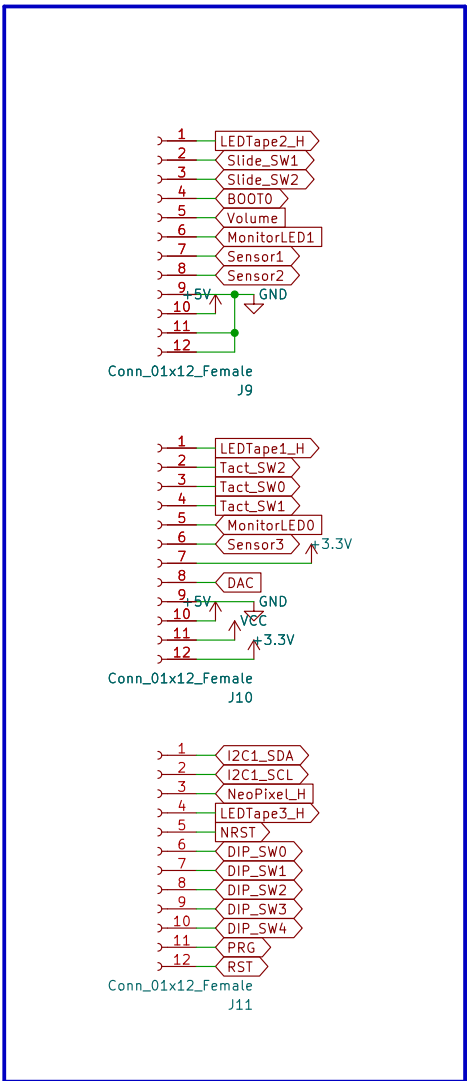 1 LEDTape2_H
2 Slide_SW1
3 Slide_SW2
4 BOOT0
5 Volume
6 MonitorLED1
7 Sensor1
8 Sensor2
9 +5V GND
10
11
12
Conn_01x12_Female
J9
1 LEDTape1_H
2 Tact_SW2
3 Tact_SW0
4 Tact_SW1
5 MonitorLED0
6 Sensor3 +3.3V
7
8 DAC
9 +5V GND
10 VCC
11 +3.3V
12
Conn_01x12_Female
J10
1 I2C1_SDA
2 I2C1_SCL
3 NeoPixel_H
4 LEDTape3_H
5 NRST
6 DIP_SW0
7 DIP_SW1
8 DIP_SW2
9 DIP_SW3
10 DIP_SW4
11 PRG
12 RST
Conn_01x12_Female
J11